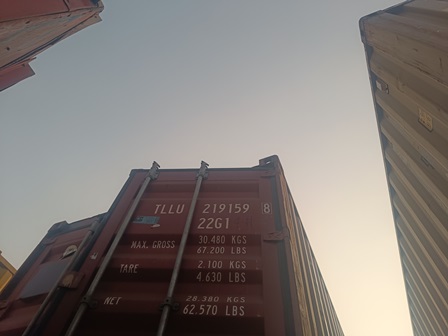 TLLU 219159 8
22G1
MAX. GROSS 30.480 KGS
67.200 LBS
TARE 2.100 KGS
4.630 LBS
NET 28.380 KGS
62.570 LBS